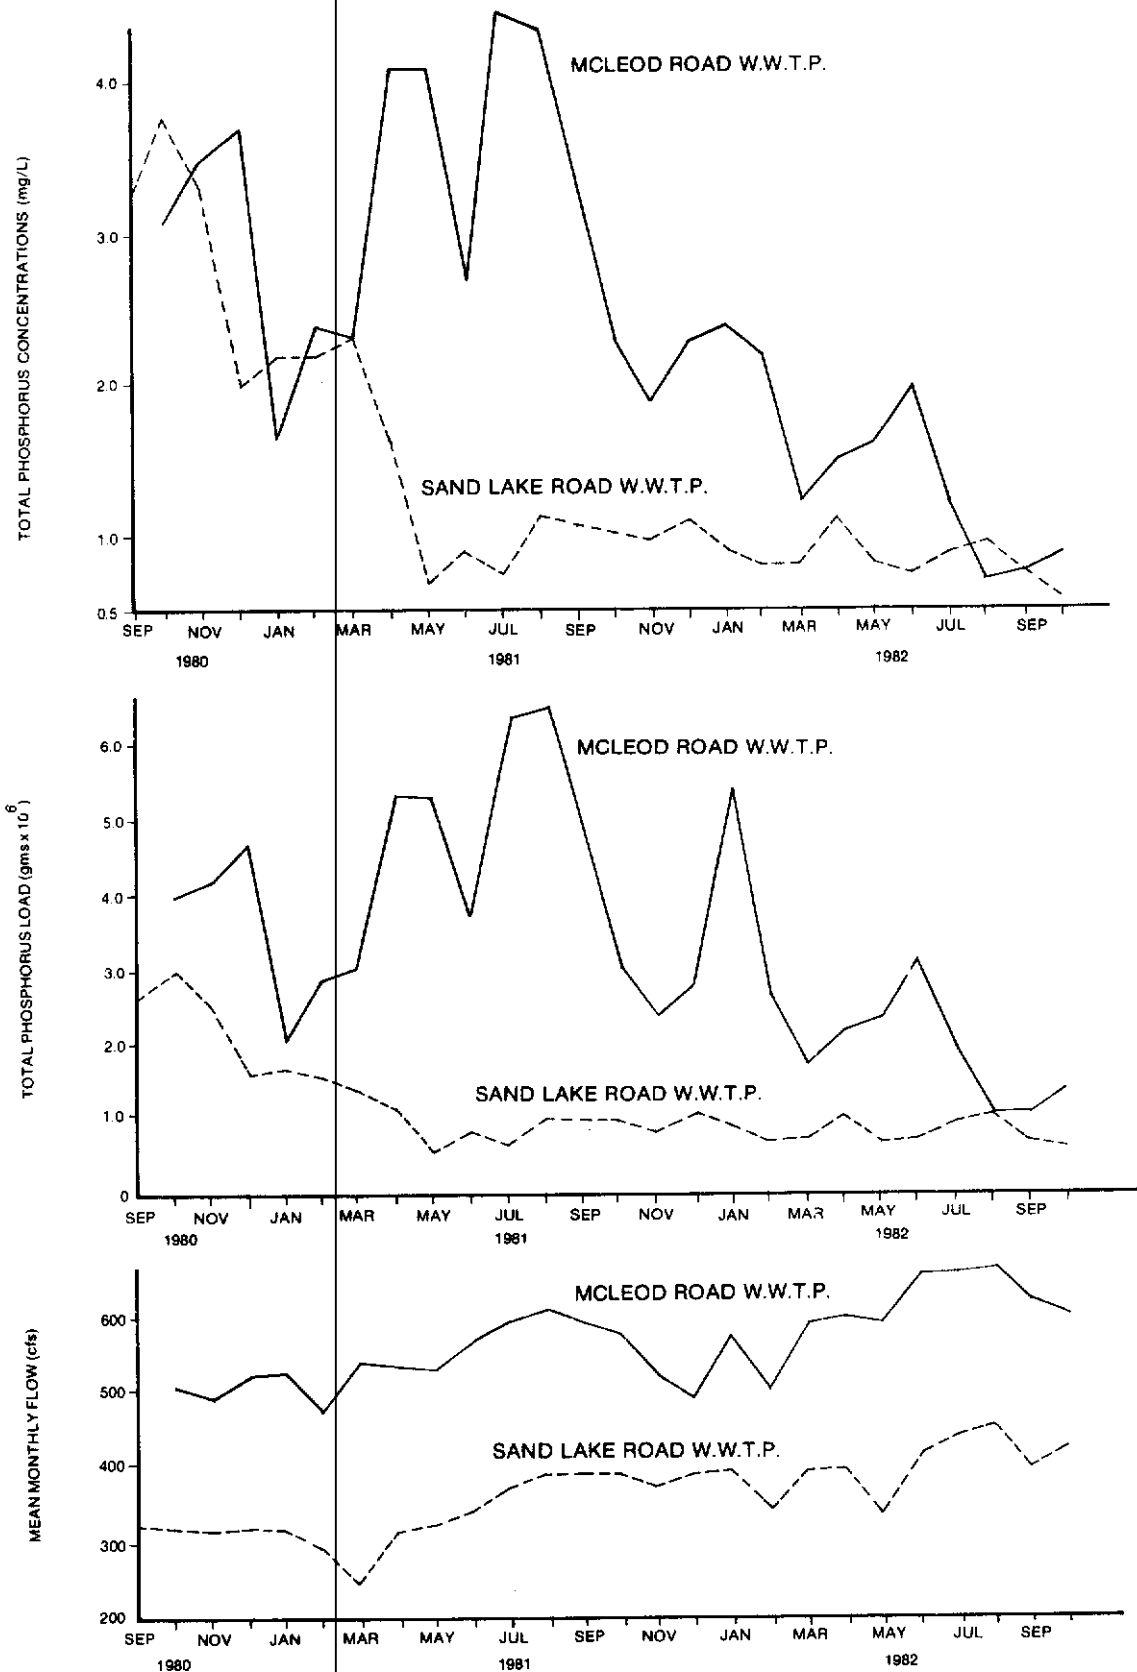 MCLEOD ROAD W.W.T.P.
4.0
3.0
2.0
SAND LAKE ROAD W.W.T.P.
1.0
0.5
TOTAL PHOSPHORUS CONCENTRATIONS (mg/L)
SEP NOV JAN MAR MAY JUL SEP NOV JAN MAR MAY JUL SEP
1980 1981 1982
MCLEOD ROAD W.W.T.P.
6.0
5.0
4.0
3.0
2.0
SAND LAKE ROAD W.W.T.P.
1.0
0
TOTAL PHOSPHORUS LOAD (gms x 10⁶)
SEP NOV JAN MAR MAY JUL SEP NOV JAN MAR MAY JUL SEP
1980 1981 1982
MCLEOD ROAD W.W.T.P.
600
500
SAND LAKE ROAD W.W.T.P.
400
300
200
MEAN MONTHLY FLOW (cfs)
SEP NOV JAN MAR MAY JUL SEP NOV JAN MAR MAY JUL SEP
1980 1981 1982